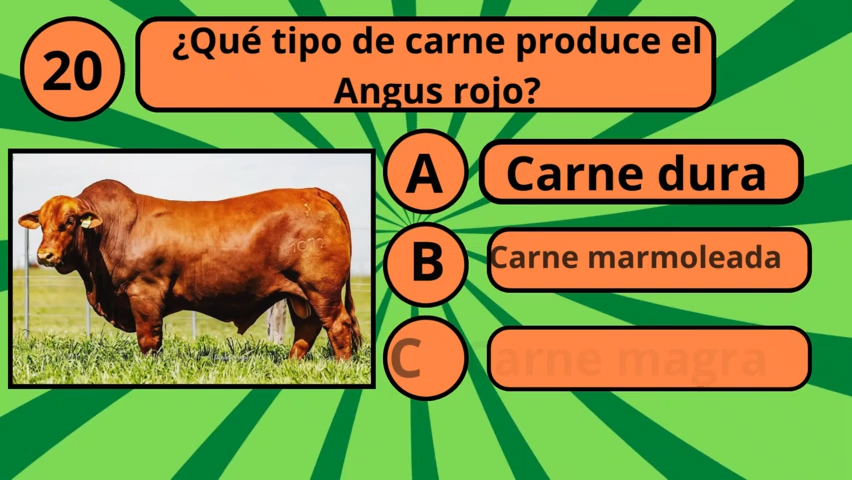 20
¿Qué tipo de carne produce el
Angus rojo?
A
Carne dura
B
Carne marmoleada
C
Carne magra